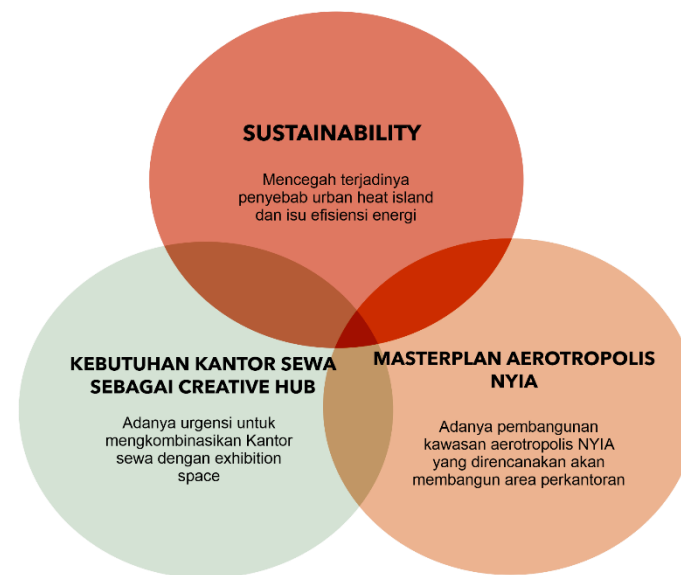 SUSTAINABILITY
Mencegah terjadinya
penyebab urban heat island
dan isu efisiensi energi
KEBUTUHAN KANTOR SEWA
SEBAGAI CREATIVE HUB
Adanya urgensi untuk
mengkombinasikan Kantor
sewa dengan exhibition
space
MASTERPLAN AEROTROPOLIS
NYIA
Adanya pembangunan
kawasan aerotropolis NYIA
yang direncanakan akan
membangun area perkantoran